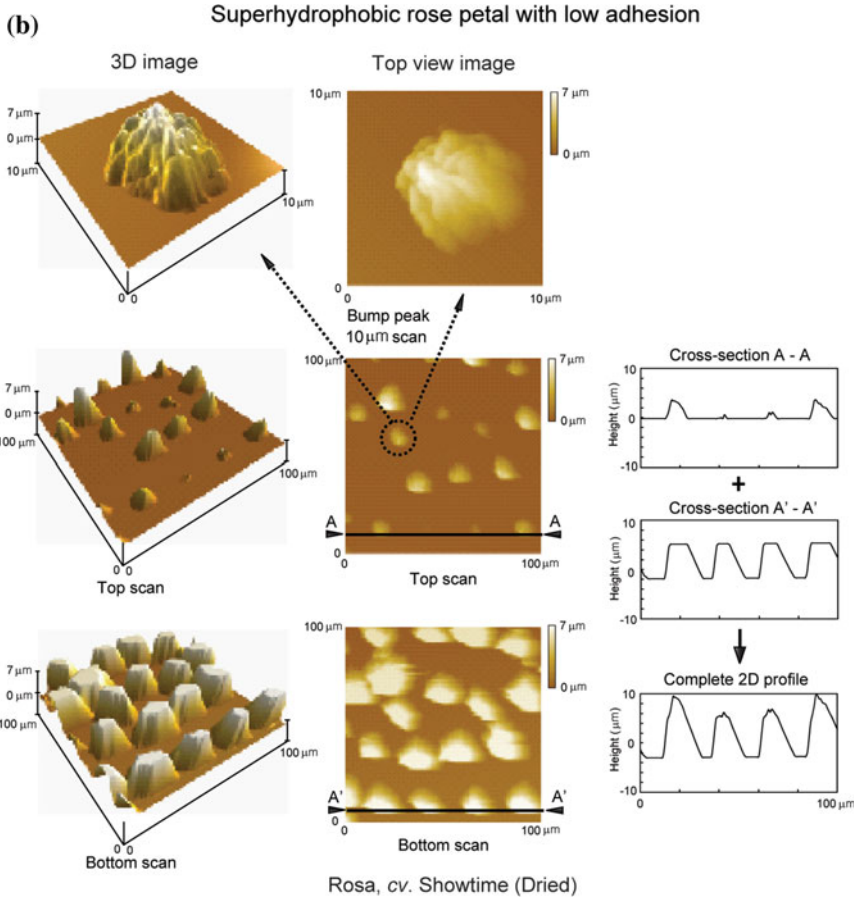 (b)
Superhydrophobic rose petal with low adhesion
3D image
Top view image
7 μm
0 μm
10 μm
10 μm
0 0
10 μm
7 μm
0 μm
0
0
10 μm
Bump peak
10 μm scan
7 μm
0 μm
100 μm
100 μm
0 0
Top scan
100 μm
7 μm
0 μm
A
A
0
0
100 μm
Top scan
Cross-section A - A
10
0
-10
Height (μm)
+
Cross-section A' - A'
10
0
-10
Height (μm)
7 μm
0 μm
100 μm
100 μm
0 0
Bottom scan
100 μm
7 μm
0 μm
A'
A'
0
0
100 μm
Bottom scan
Complete 2D profile
10
0
-10
Height (μm)
0
100 μm
Rosa, cv. Showtime (Dried)